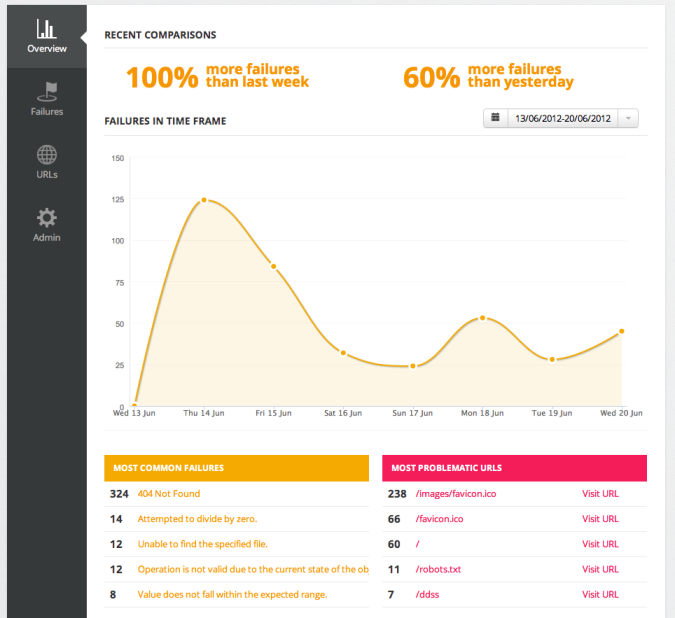 Overview
Failures
URLs
Admin
RECENT COMPARISONS
100% more failures than last week
60% more failures than yesterday
FAILURES IN TIME FRAME
13/06/2012-20/06/2012
150
125
100
75
50
25
0
Wed 13 Jun Thu 14 Jun Fri 15 Jun Sat 16 Jun Sun 17 Jun Mon 18 Jun Tue 19 Jun Wed 20 Jun
MOST COMMON FAILURES
324 404 Not Found
14 Attempted to divide by zero.
12 Unable to find the specified file.
12 Operation is not valid due to the current state of the ob
8 Value does not fall within the expected range.
MOST PROBLEMATIC URLS
238 /images/favicon.ico Visit URL
66 /favicon.ico Visit URL
60 / Visit URL
11 /robots.txt Visit URL
7 /ddss Visit URL